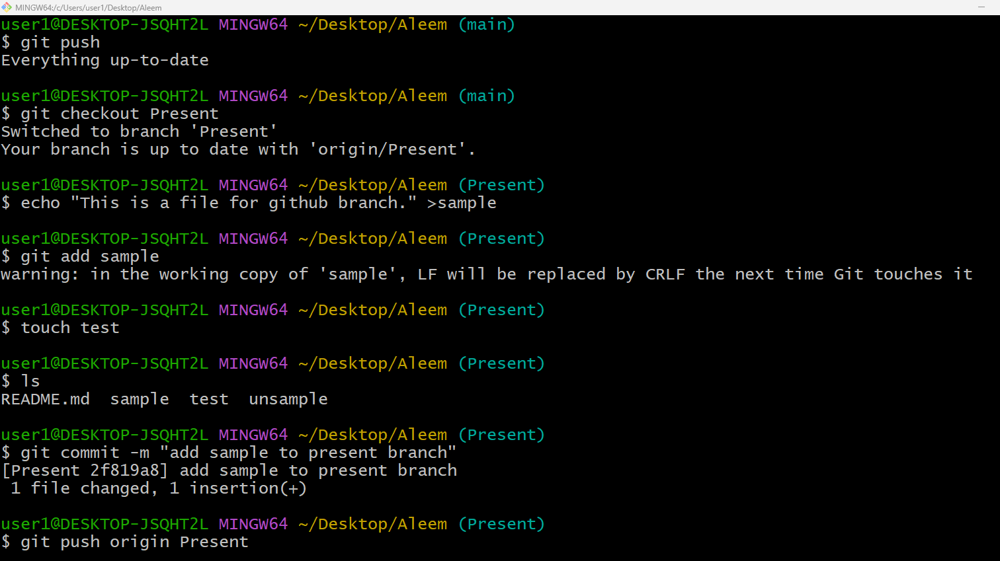 MINGW64:/c/Users/user1/Desktop/Aleem
user1@DESKTOP-JSQHT2L MINGW64 ~/Desktop/Aleem (main)
$ git push
Everything up-to-date
user1@DESKTOP-JSQHT2L MINGW64 ~/Desktop/Aleem (main)
$ git checkout Present
Switched to branch 'Present'
Your branch is up to date with 'origin/Present'.
user1@DESKTOP-JSQHT2L MINGW64 ~/Desktop/Aleem (Present)
$ echo "This is a file for github branch." >sample
user1@DESKTOP-JSQHT2L MINGW64 ~/Desktop/Aleem (Present)
$ git add sample
warning: in the working copy of 'sample', LF will be replaced by CRLF the next time Git touches it
user1@DESKTOP-JSQHT2L MINGW64 ~/Desktop/Aleem (Present)
$ touch test
user1@DESKTOP-JSQHT2L MINGW64 ~/Desktop/Aleem (Present)
$ ls
README.md  sample  test  unsample
user1@DESKTOP-JSQHT2L MINGW64 ~/Desktop/Aleem (Present)
$ git commit -m "add sample to present branch"
[Present 2f819a8] add sample to present branch
 1 file changed, 1 insertion(+)
user1@DESKTOP-JSQHT2L MINGW64 ~/Desktop/Aleem (Present)
$ git push origin Present